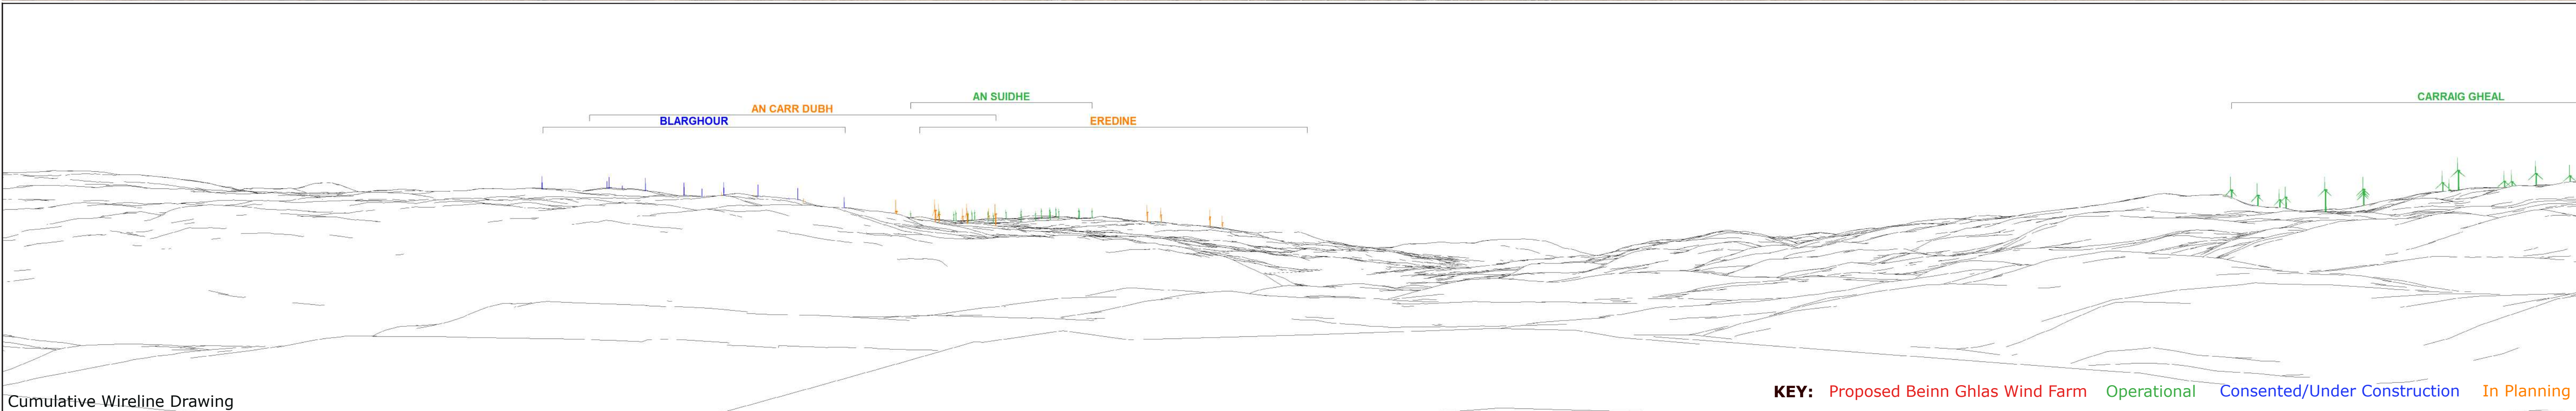 AN SUIDHE
CARRAIG GHEAL
AN CARR DUBH
BLARGHOUR
EREDINE
KEY: Proposed Beinn Ghlas Wind Farm Operational Consented/Under Construction In Planning
Cumulative Wireline Drawing